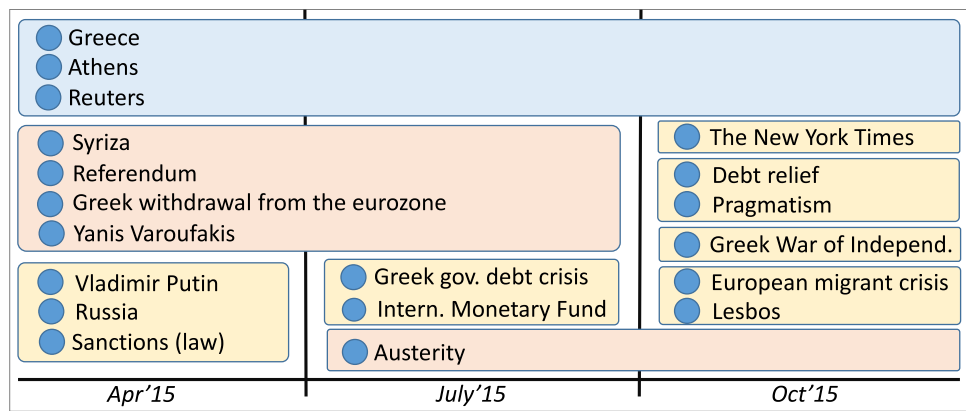 Greece
Athens
Reuters
Syriza
Referendum
Greek withdrawal from the eurozone
Yanis Varoufakis
Vladimir Putin
Russia
Sanctions (law)
Greek gov. debt crisis
Intern. Monetary Fund
Austerity
The New York Times
Debt relief
Pragmatism
Greek War of Independ.
European migrant crisis
Lesbos
Apr’15
July’15
Oct’15